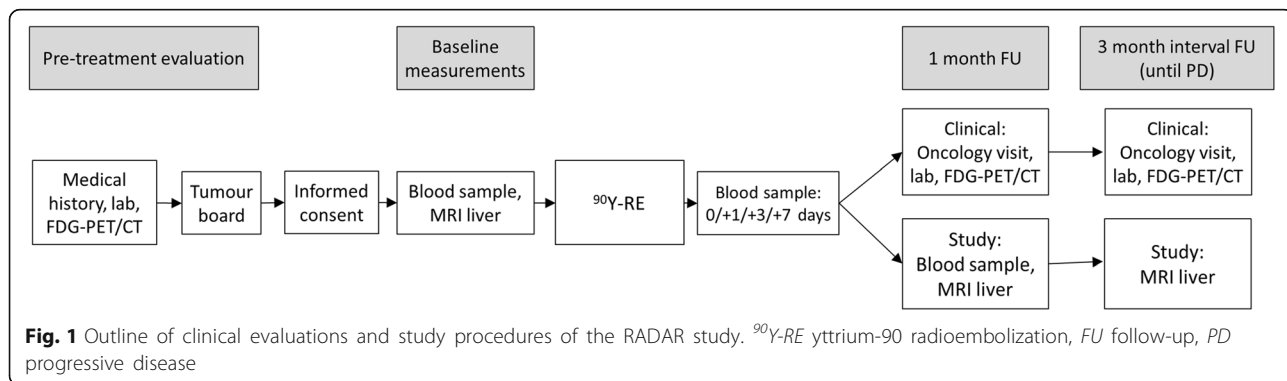 Pre-treatment evaluation
Baseline
measurements
1 month FU
3 month interval FU
(until PD)
Medical
history, lab,
FDG-PET/CT
Tumour
board
Informed
consent
Blood sample,
MRI liver
⁹⁰Y-RE
Blood sample:
0/+1/+3/+7 days
Clinical:
Oncology visit,
lab, FDG-PET/CT
Clinical:
Oncology visit,
lab, FDG-PET/CT
Study:
Blood sample,
MRI liver
Study:
MRI liver
Fig. 1 Outline of clinical evaluations and study procedures of the RADAR study. ⁹⁰Y-RE yttrium-90 radioembolization, FU follow-up, PD
progressive disease